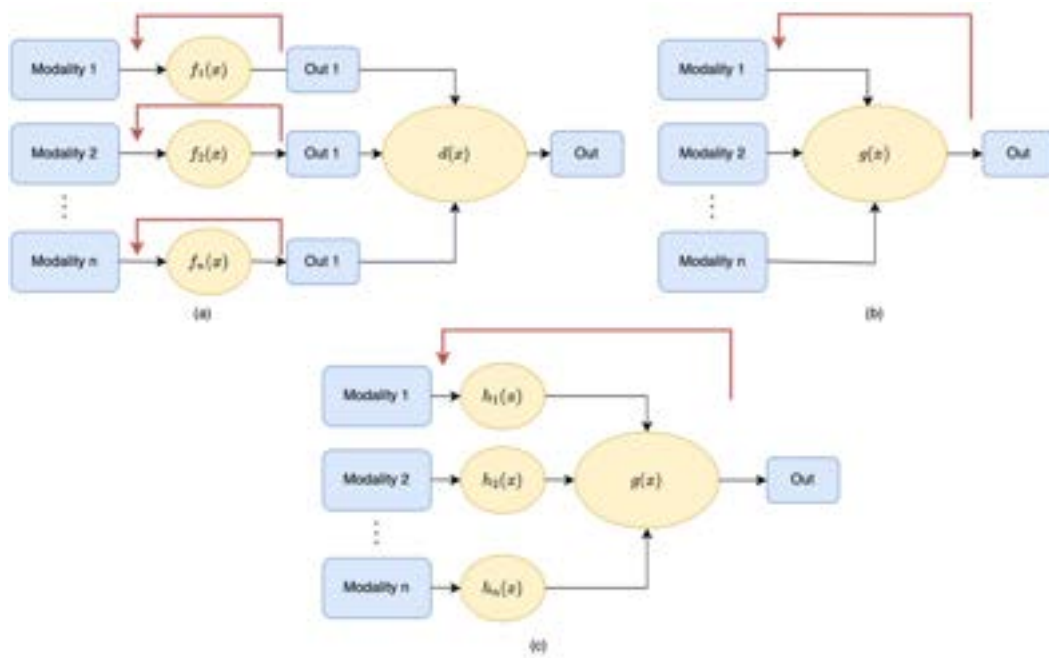 Modality 1
f₁(x)
Out 1
Modality 2
f₂(x)
Out 1
d(x)
Out
Modality n
fₙ(x)
Out 1
(a)
Modality 1
Modality 2
g(x)
Out
Modality n
(b)
Modality 1
h₁(x)
Modality 2
h₂(x)
g(x)
Out
Modality n
hₙ(x)
(c)